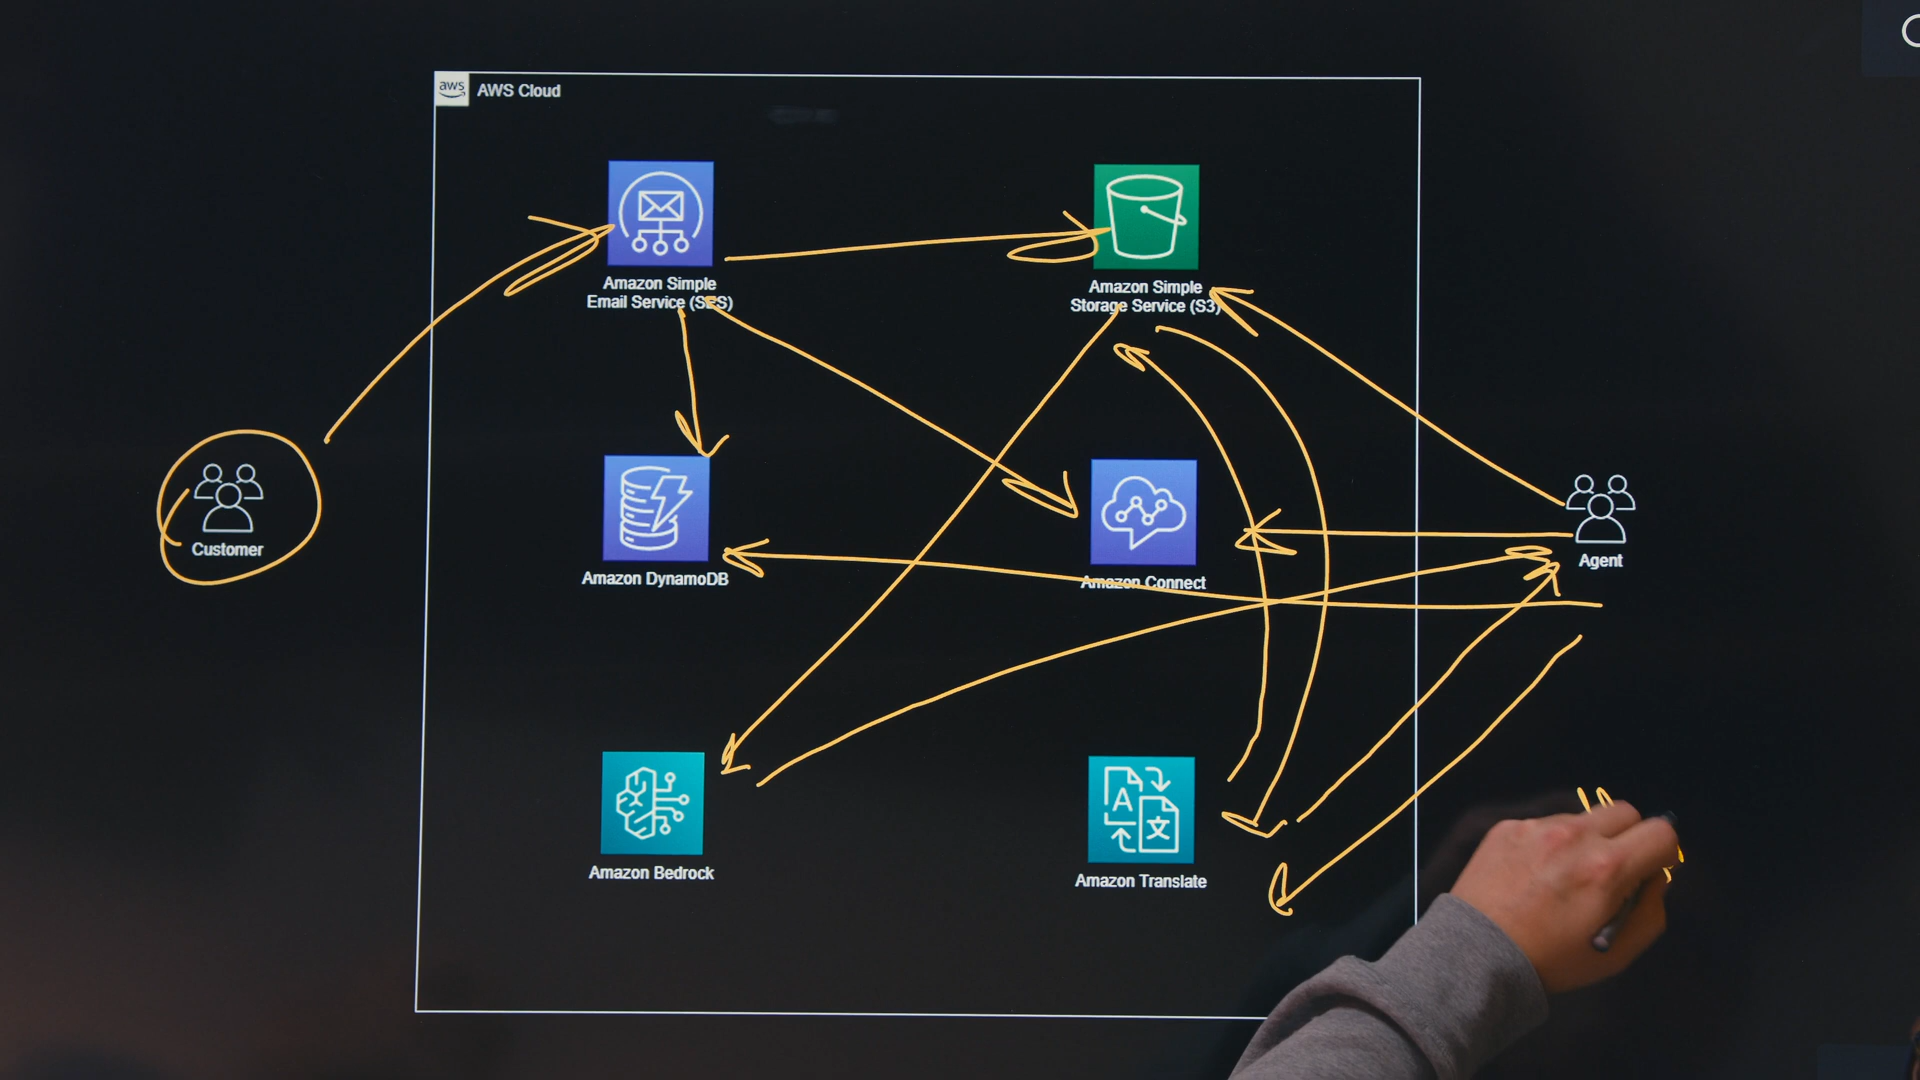 aws
AWS Cloud
Amazon Simple
Email Service (SES)
Amazon Simple
Storage Service (S3)
Customer
Amazon DynamoDB
Amazon Connect
Agent
A
文
Amazon Bedrock
Amazon Translate